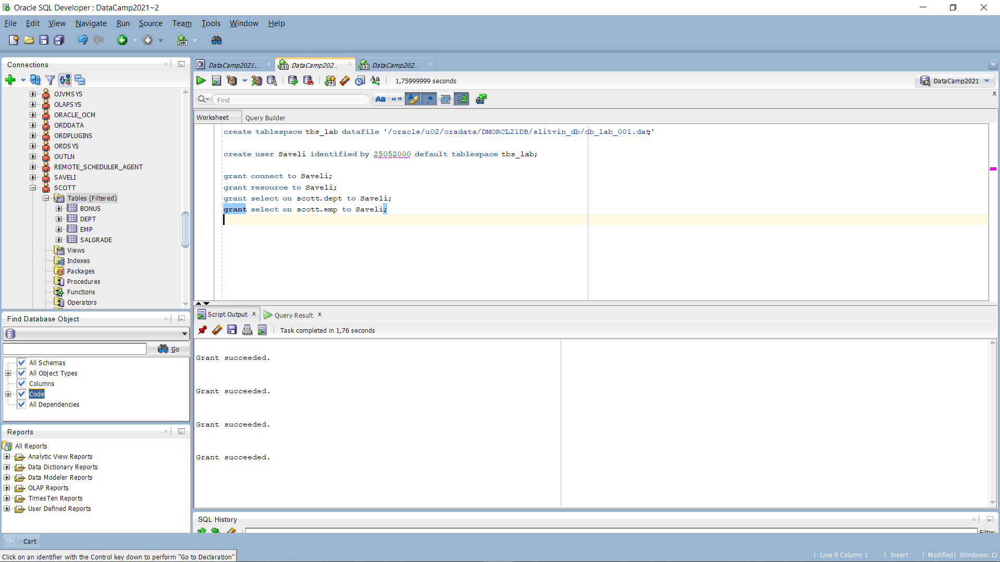 Oracle SQL Developer : DataCamp2021~2
File Edit View Navigate Run Source Team Tools Window Help
Connections
OJVMSYS
OLAPSYS
ORACLE_OCM
ORDDATA
ORDPLUGINS
ORDSYS
OUTLN
REMOTE_SCHEDULER_AGENT
SAVELI
SCOTT
Tables (Filtered)
BONUS
DEPT
EMP
SALGRADE
Views
Indexes
Packages
Procedures
Functions
Operators
Find Database Object
Go
All Schemas
All Object Types
Columns
Code
All Dependencies
Reports
All Reports
Analytic View Reports
Data Dictionary Reports
Data Modeler Reports
OLAP Reports
TimesTen Reports
User Defined Reports
DataCamp2021.... DataCamp202.. DataCamp202..
SQL SQL
1,75999999 seconds
DataCamp2021
Find
Aa
Worksheet Query Builder
create tablespace tbs_lab datafile '/oracle/u02/oradata/DMORCL21DB/slitvin_db/db_lab_001.dat;'
create user Saveli identified by 25052000 default tablespace tbs_lab;
grant connect to Saveli;
grant resource to Saveli;
grant select on scott.dept to Saveli;
grant select on scott.emp to Saveli;
Script Output x Query Result x
Task completed in 1,76 seconds
Grant succeeded.
Grant succeeded.
Grant succeeded.
Grant succeeded.
SQL History
Filter
Cart
Click on an identifier with the Control key down to perform "Go to Declaration"
Line 9 Column 1 Insert Modified Windows: Cl